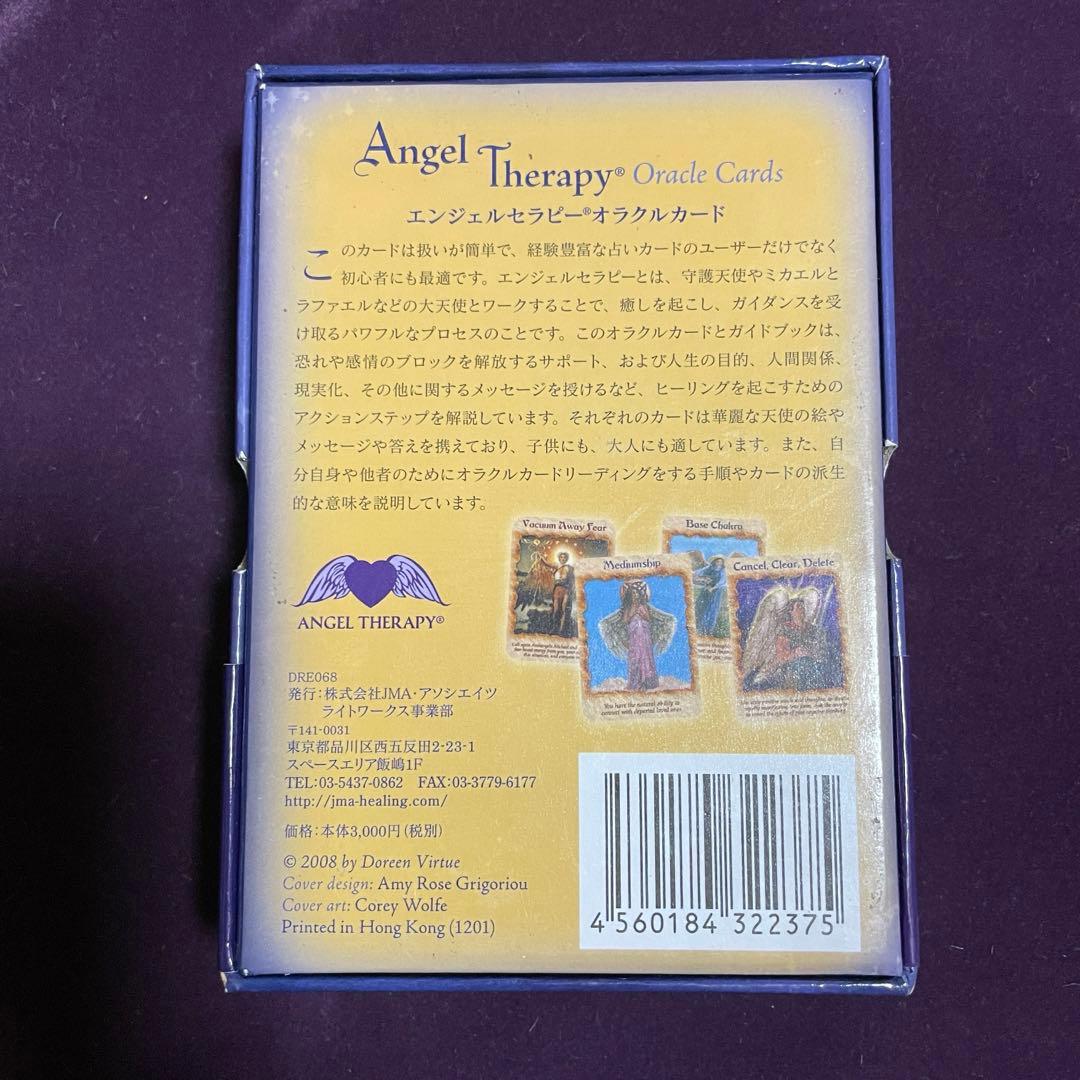 Angel Therapy® Oracle Cards
エンジェルセラピー®オラクルカード
このカードは扱いが簡単で、経験豊富な占いカードのユーザーだけでなく
初心者にも最適です。エンジェルセラピーとは、守護天使やミカエルと
ラファエルなどの大天使とワークすることで、癒しを起こし、ガイダンスを受
け取るパワフルなプロセスのことです。このオラクルカードとガイドブックは、
恐れや感情のブロックを解放するサポート、および人生の目的、人間関係、
現実化、その他に関するメッセージを授けるなど、ヒーリングを起こすための
アクションステップを解説しています。それぞれのカードは華麗な天使の絵や
メッセージや答えを携えており、子供にも、大人にも適しています。また、自
分自身や他者のためにオラクルカードリーディングをする手順やカードの派生
的な意味を説明しています。
Vacuum Away Fear
Base Chakra
Mediumship
Cancel, Clear, Delete
You have the natural ability to
connect with departed loved ones.
ANGEL THERAPY®
DRE068
発行:株式会社JMA・アソシエイツ
ライトワークス事業部
〒141-0031
東京都品川区西五反田2-23-1
スペースエリア飯嶋1F
TEL:03-5437-0862 FAX:03-3779-6177
http://jma-healing.com/
価格:本体3,000円(税別)
© 2008 by Doreen Virtue
Cover design: Amy Rose Grigoriou
Cover art: Corey Wolfe
Printed in Hong Kong (1201)
4 560184 322375